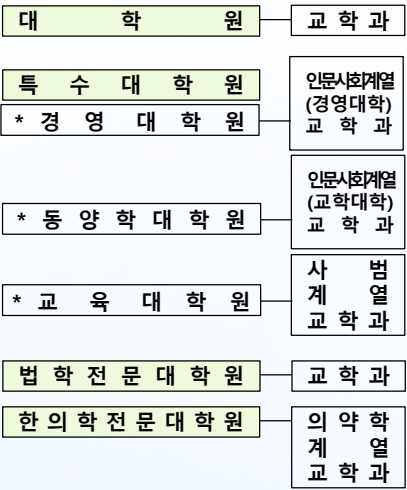 대 학 원
교 학 과
특 수 대 학 원
* 경 영 대 학 원
인문사회계열
(경영대학)
교 학 과
* 동 양 학 대 학 원
인문사회계열
(교학대학)
교 학 과
* 교 육 대 학 원
사 범
계 열
교 학 과
법 학 전 문 대 학 원
교 학 과
한 의 학 전 문 대 학 원
의 약 학
계 열
교 학 과